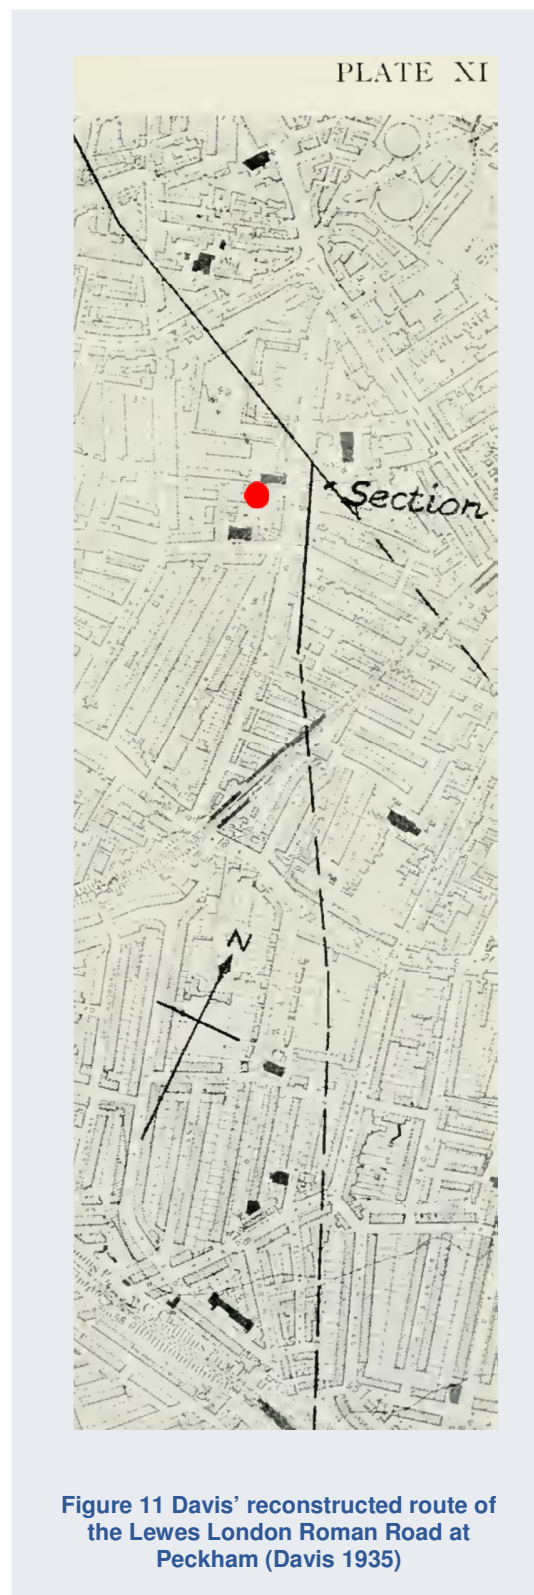 PLATE XI
Section
N
Figure 11 Davis’ reconstructed route of
the Lewes London Roman Road at
Peckham (Davis 1935)